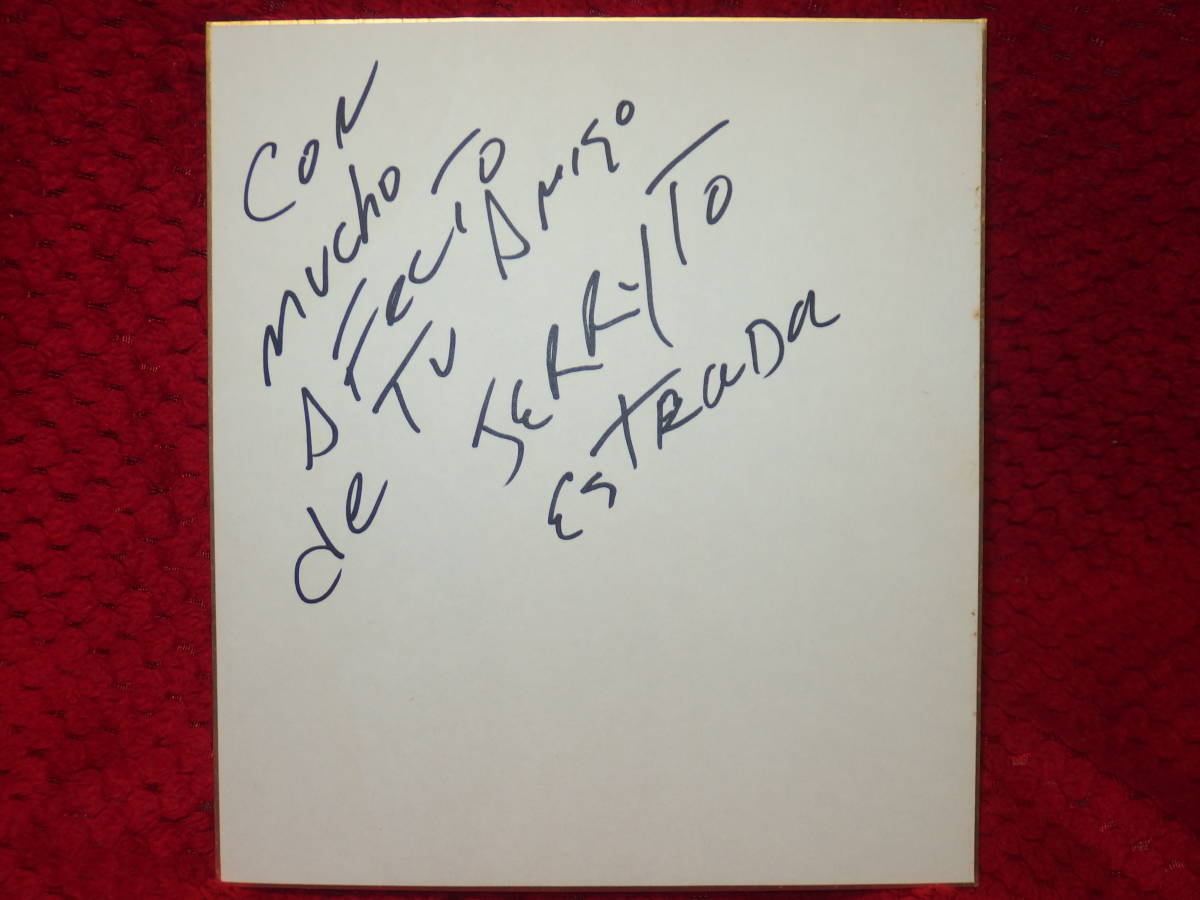 CON
mucho
AFECTO
de TU AMIGO
JERRYTO
ESTRaDa